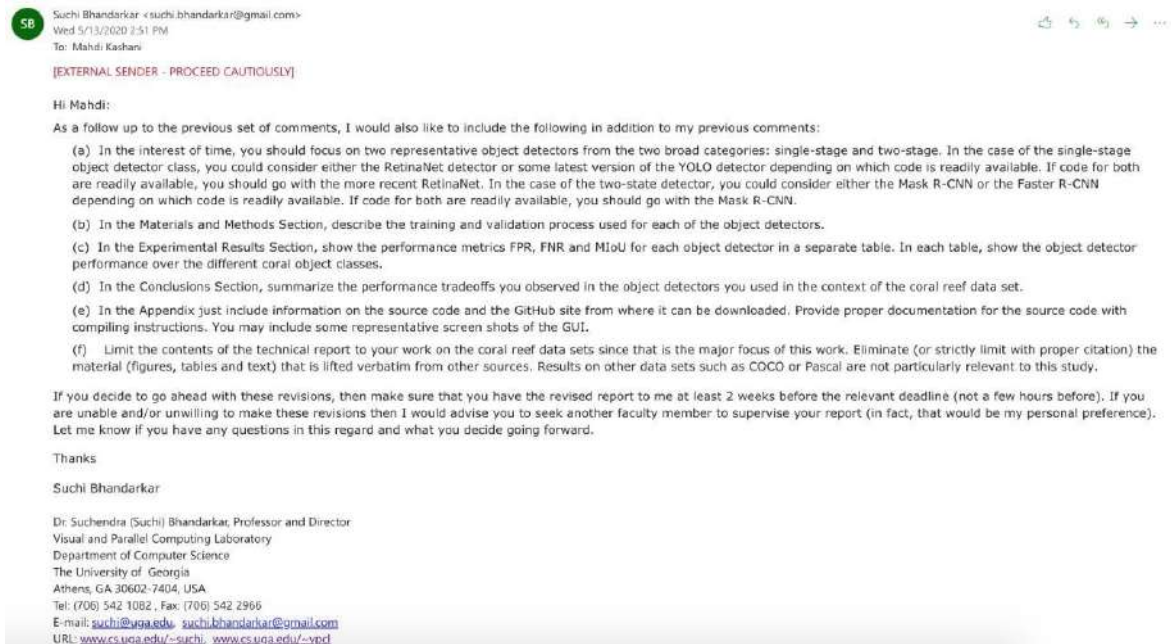 SB
Suchi Bhandarkar <suchi.bhandarkar@gmail.com>
Wed 5/13/2020 2:51 PM
To: Mahdi Kashani
[EXTERNAL SENDER - PROCEED CAUTIOUSLY]
Hi Mahdi:
As a follow up to the previous set of comments, I would also like to include the following in addition to my previous comments:
(a) In the interest of time, you should focus on two representative object detectors from the two broad categories: single-stage and two-stage. In the case of the single-stage
object detector class, you could consider either the RetinaNet detector or some latest version of the YOLO detector depending on which code is readily available. If code for both
are readily available, you should go with the more recent RetinaNet. In the case of the two-state detector, you could consider either the Mask R-CNN or the Faster R-CNN
depending on which code is readily available. If code for both are readily available, you should go with the Mask R-CNN.
(b) In the Materials and Methods Section, describe the training and validation process used for each of the object detectors.
(c) In the Experimental Results Section, show the performance metrics FPR, FNR and MIoU for each object detector in a separate table. In each table, show the object detector
performance over the different coral object classes.
(d) In the Conclusions Section, summarize the performance tradeoffs you observed in the object detectors you used in the context of the coral reef data set.
(e) In the Appendix just include information on the source code and the GitHub site from where it can be downloaded. Provide proper documentation for the source code with
compiling instructions. You may include some representative screen shots of the GUI.
(f) Limit the contents of the technical report to your work on the coral reef data sets since that is the major focus of this work. Eliminate (or strictly limit with proper citation) the
material (figures, tables and text) that is lifted verbatim from other sources. Results on other data sets such as COCO or Pascal are not particularly relevant to this study.
If you decide to go ahead with these revisions, then make sure that you have the revised report to me at least 2 weeks before the relevant deadline (not a few hours before). If you
are unable and/or unwilling to make these revisions then I would advise you to seek another faculty member to supervise your report (in fact, that would be my personal preference).
Let me know if you have any questions in this regard and what you decide going forward.
Thanks
Suchi Bhandarkar
Dr. Suchendra (Suchi) Bhandarkar, Professor and Director
Visual and Parallel Computing Laboratory
Department of Computer Science
The University of Georgia
Athens, GA 30602-7404, USA
Tel: (706) 542 1082 , Fax: (706) 542 2966
E-mail: suchi@uga.edu, suchi.bhandarkar@gmail.com
URL: www.cs.uga.edu/~suchi, www.cs.uga.edu/~vpcl